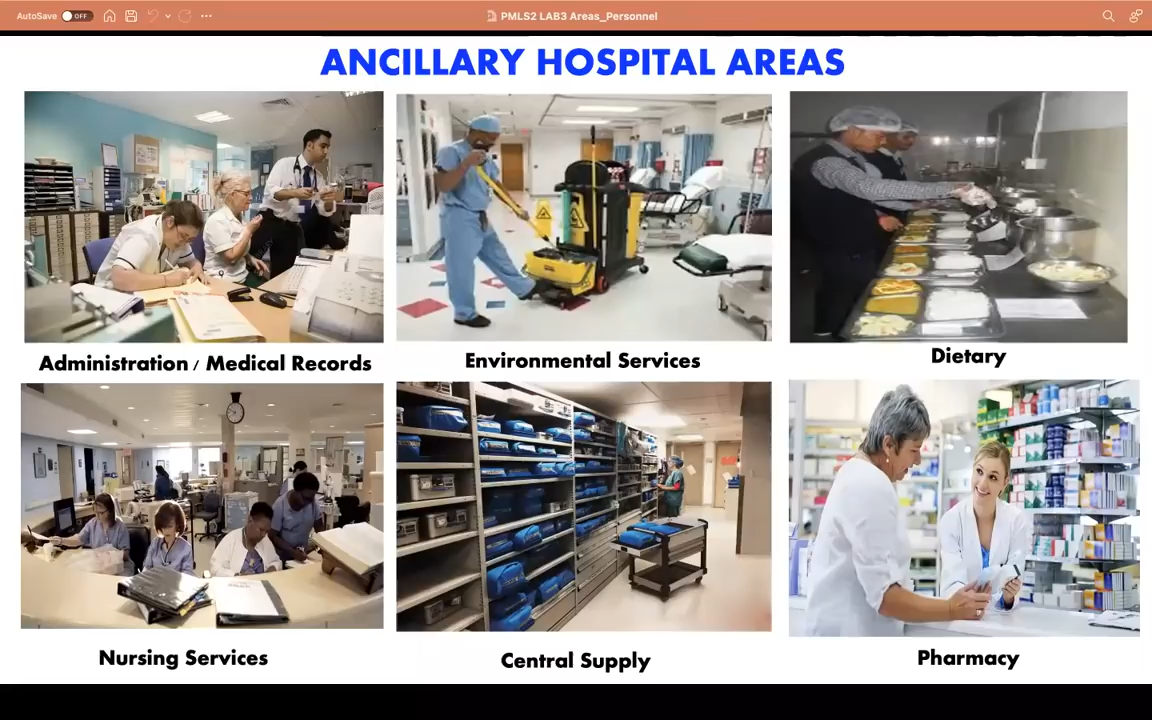 AutoSave OFF PMLS2 LAB3 Areas_Personnel
ANCILLARY HOSPITAL AREAS
Administration / Medical Records
Environmental Services
Dietary
Nursing Services
Central Supply
Pharmacy